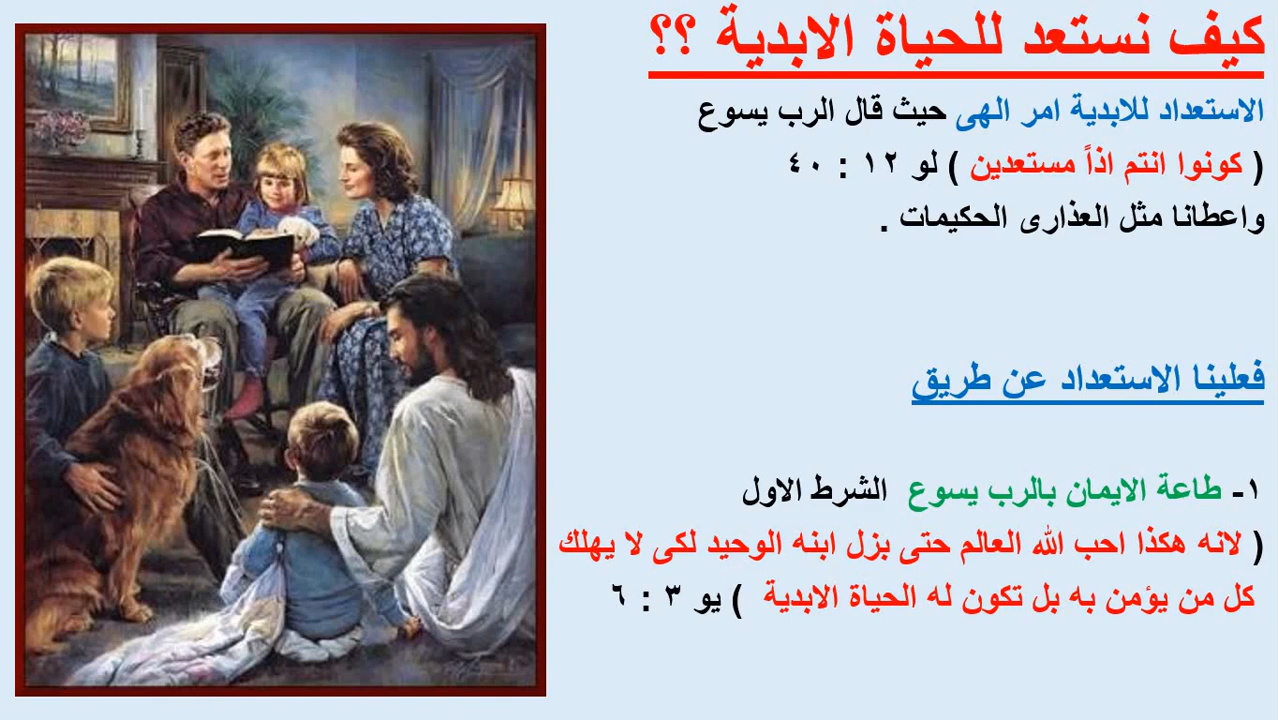 كيف نستعد للحياة الابدية ؟؟
الاستعداد للابدية امر الهى حيث قال الرب يسوع
( كونوا انتم اذاً مستعدين ) لو ١٢ : ٤٠
واعطانا مثل العذارى الحكيمات .
فعلينا الاستعداد عن طريق
١- طاعة الايمان بالرب يسوع الشرط الاول
( لانه هكذا احب الله العالم حتى بزل ابنه الوحيد لكى لا يهلك
كل من يؤمن به بل تكون له الحياة الابدية ) يو ٣ : ٦